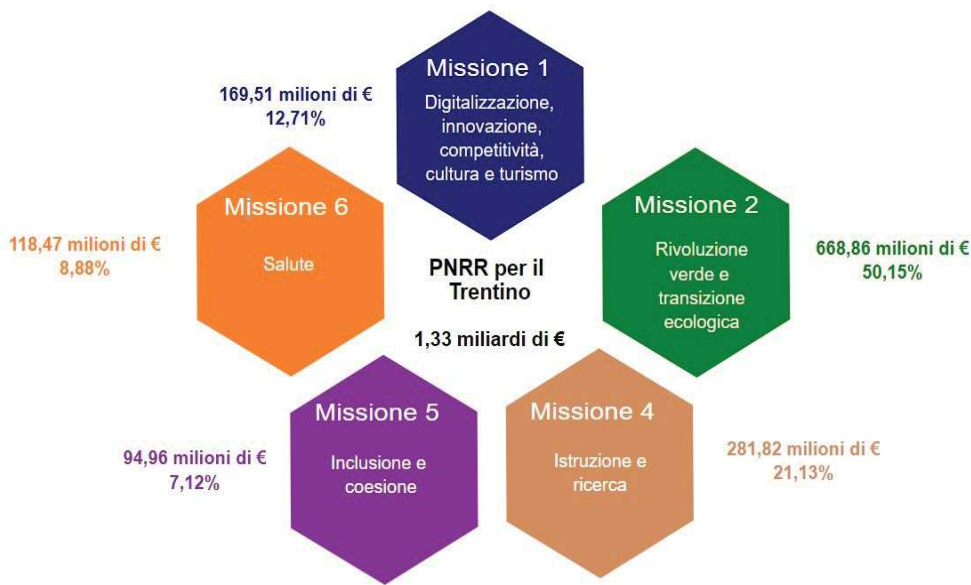 Missione 1
Digitalizzazione,
innovazione,
competitività,
cultura e turismo
169,51 milioni di €
12,71%
Missione 2
Rivoluzione
verde e
transizione
ecologica
668,86 milioni di €
50,15%
Missione 6
Salute
118,47 milioni di €
8,88%
PNRR per il
Trentino
1,33 miliardi di €
Missione 5
Inclusione e
coesione
94,96 milioni di €
7,12%
Missione 4
Istruzione e
ricerca
281,82 milioni di €
21,13%